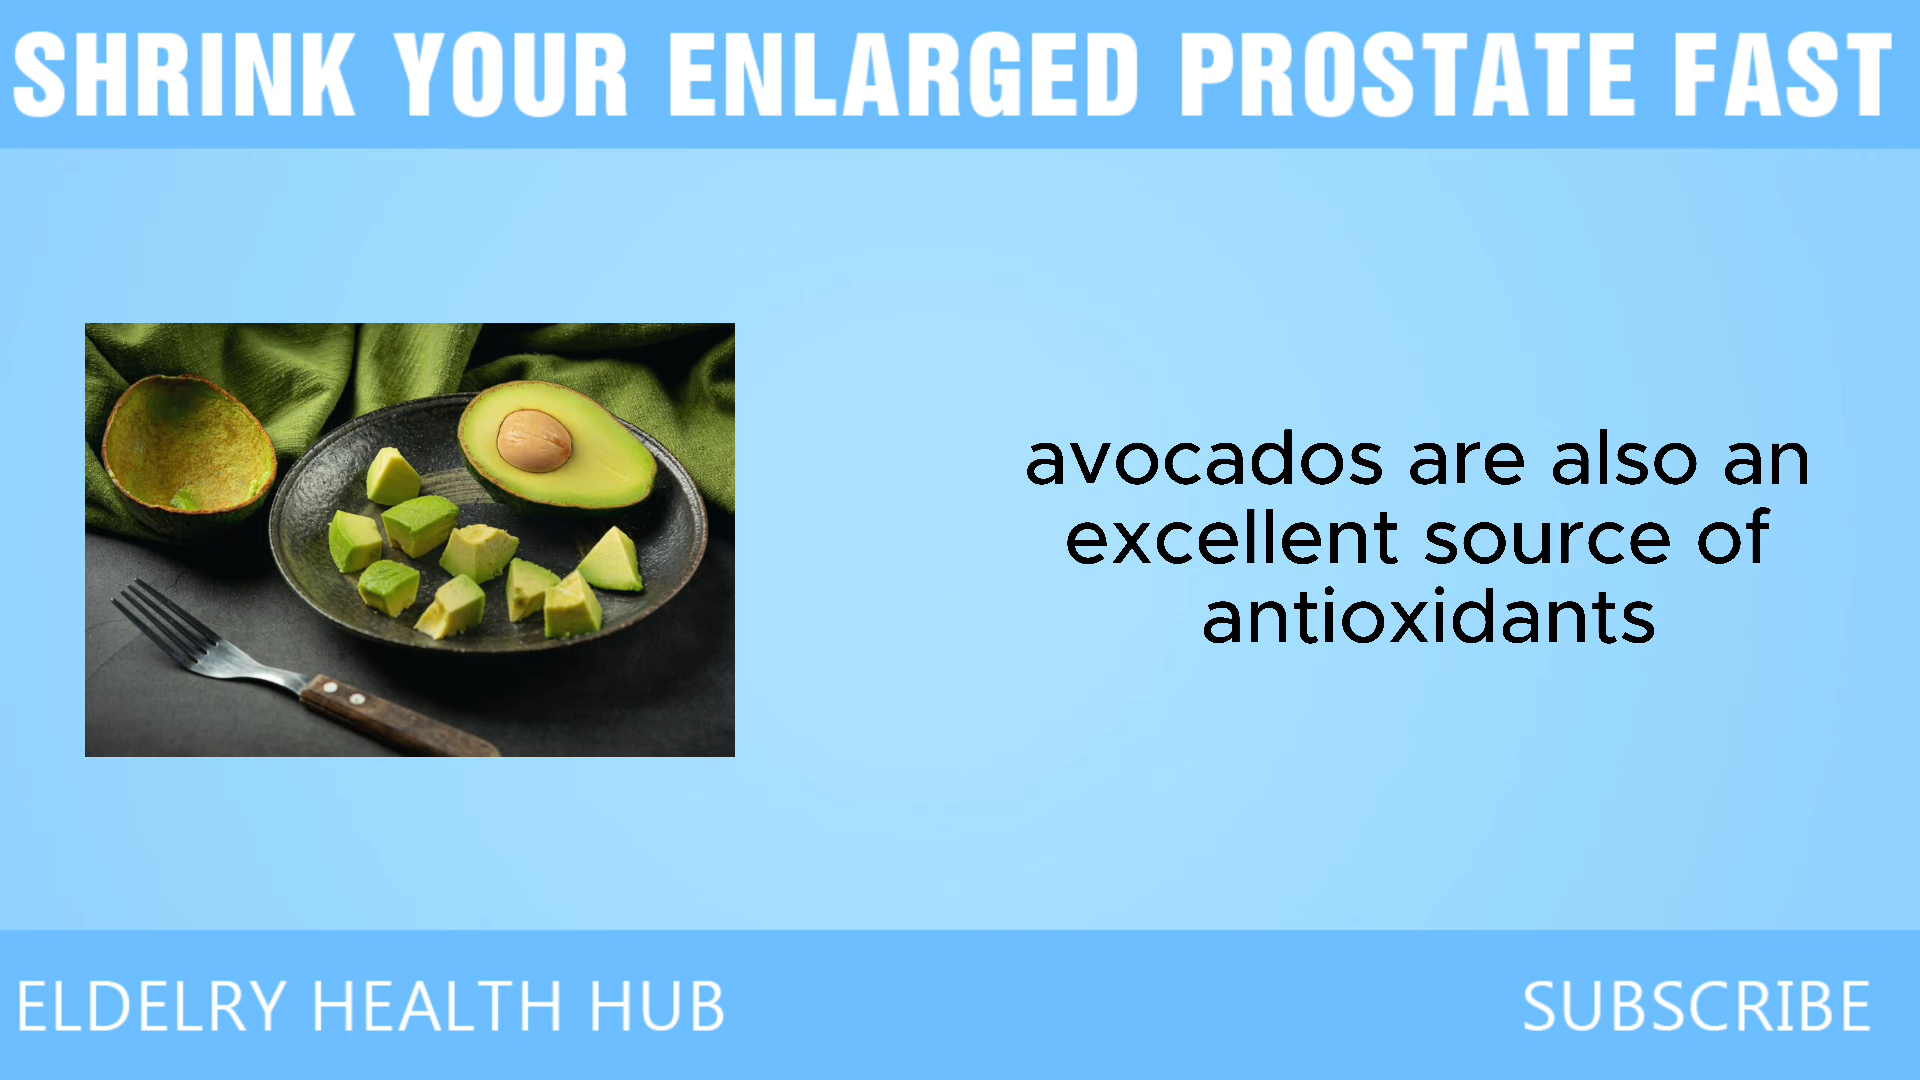 SHRINK YOUR ENLARGED PROSTATE FAST
avocados are also an
excellent source of
antioxidants
ELDELRY HEALTH HUB
SUBSCRIBE